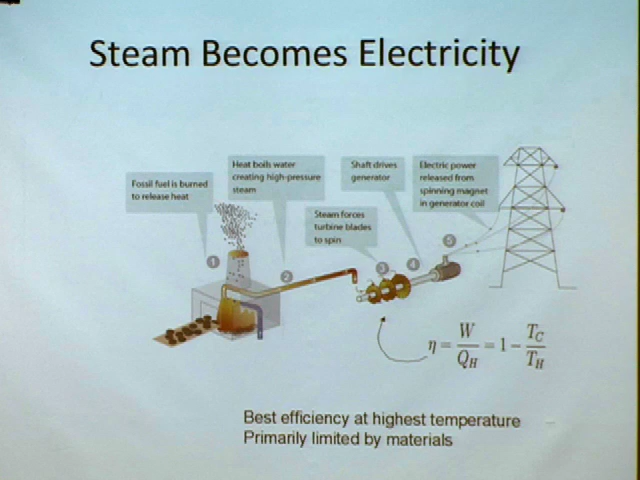 Steam Becomes Electricity
Fossil fuel is burned
to release heat
Heat boils water
creating high-pressure
steam
Steam forces
turbine blades
to spin
Shaft drives
generator
Electric power
released from
spinning magnet
in generator coil
1
2
3
4
5
η = W/Q_H = 1 − T_C/T_H
Best efficiency at highest temperature
Primarily limited by materials